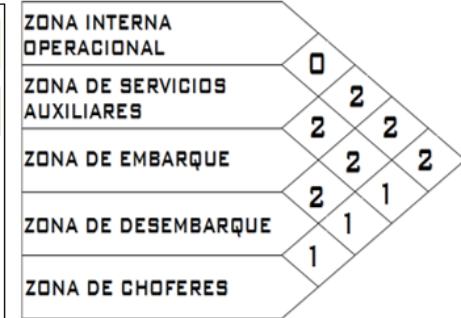 ZONA INTERNA
OPERACIONAL
0
ZONA DE SERVICIOS
AUXILIARES
2
2
2
ZONA DE EMBARQUE
2
2
2
1
ZONA DE DESEMBARQUE
1
1
ZONA DE CHOFERES